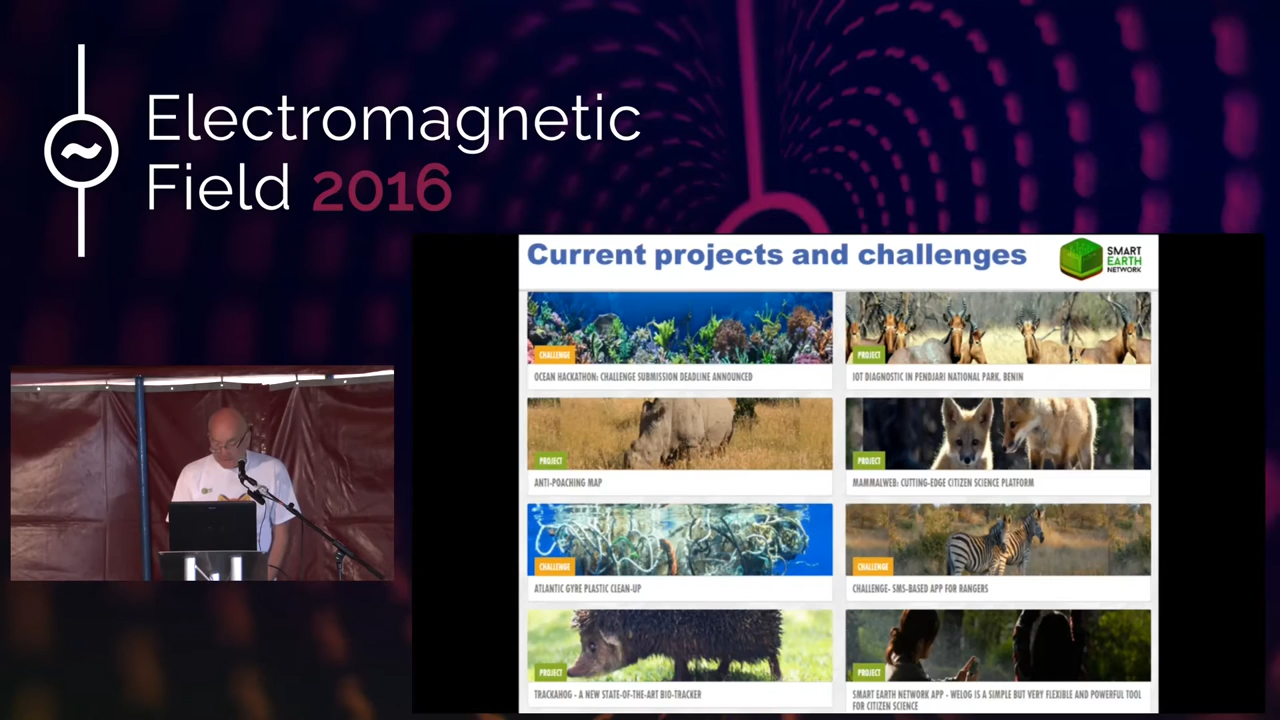 Electromagnetic
Field 2016
Current projects and challenges
SMART
EARTH
NETWORK
CHALLENGE
OCEAN HACKATHON: CHALLENGE SUBMISSION DEADLINE ANNOUNCED
PROJECT
IOT DIAGNOSTIC IN PENDJARI NATIONAL PARK, BENIN
PROJECT
ANTI-POACHING MAP
PROJECT
MAMMALWEB: CUTTING-EDGE CITIZEN SCIENCE PLATFORM
CHALLENGE
ATLANTIC GYRE PLASTIC CLEAN-UP
CHALLENGE
CHALLENGE- SMS-BASED APP FOR RANGERS
PROJECT
TRACKAHOG - A NEW STATE-OF-THE-ART BIO-TRACKER
PROJECT
SMART EARTH NETWORK APP - WELOG IS A SIMPLE BUT VERY FLEXIBLE AND POWERFUL TOOL
FOR CITIZEN SCIENCE